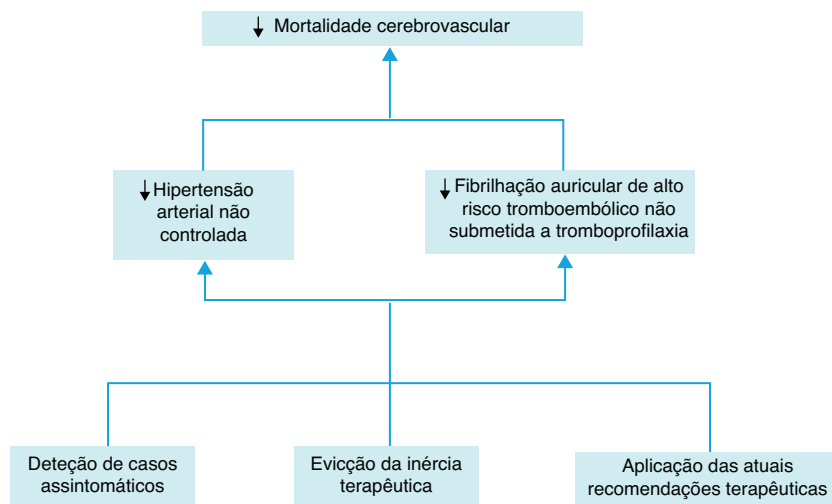 ↓ Mortalidade cerebrovascular
↓ Hipertensão
arterial não
controlada
↓ Fibrilhação auricular de alto
risco tromboembólico não
submetida a tromboprofilaxia
Deteção de casos
assintomáticos
Evicção da inércia
terapêutica
Aplicação das atuais
recomendações terapêuticas